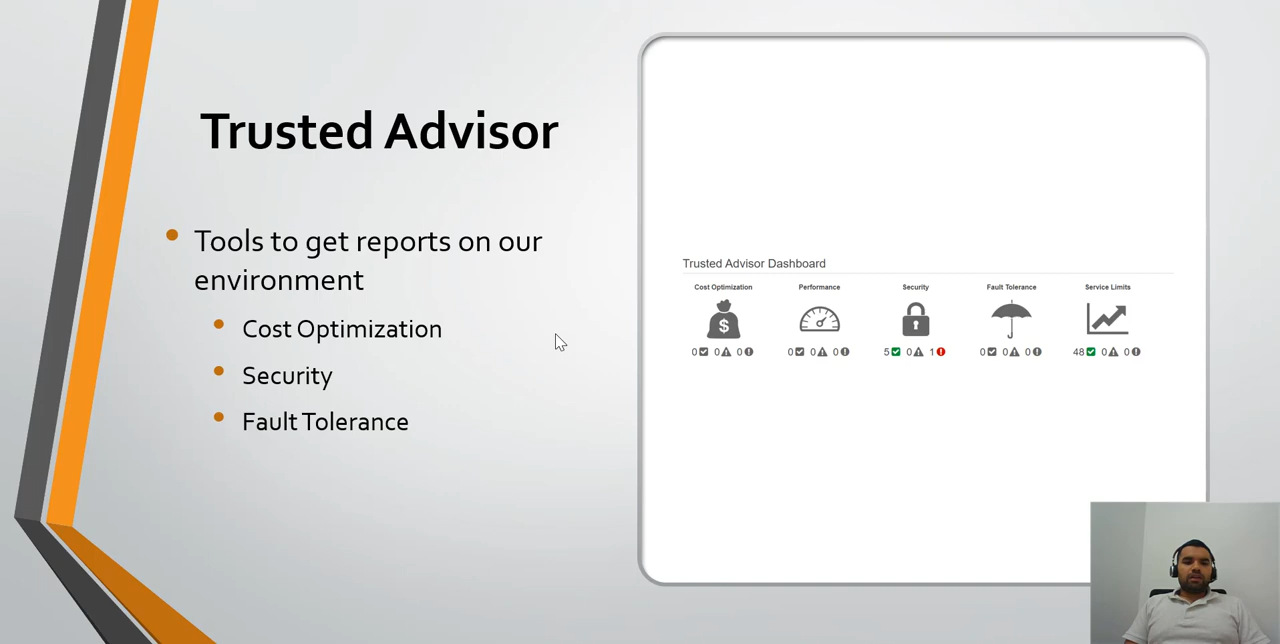 Trusted Advisor
Tools to get reports on our
environment
Cost Optimization
Security
Fault Tolerance
Trusted Advisor Dashboard
Cost Optimization Performance Security Fault Tolerance Service Limits
$
0 0 0 0 0 0 5 0 1 0 0 0 48 0 0